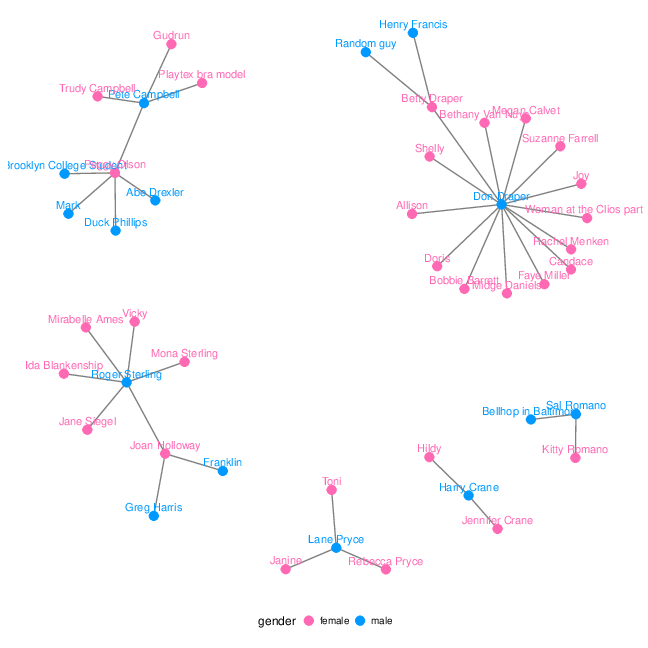 Henry Francis
Gudrun
Random guy
Playtex bra model
Trudy Campbell
Pete Campbell
Betty Draper
Megan Calvet
Bethany Van Nuys
Suzanne Farrell
Shelly
Brooklyn College Student
Peggy Olson
Joy
Abe Drexler
Don Draper
Mark
Allison
Woman at the Clios part
Duck Phillips
Rachel Menken
Doris
Candace
Bobbie Barrett
Faye Miller
Midge Daniels
Vicky
Mirabelle Ames
Mona Sterling
Ida Blankenship
Roger Sterling
Sal Romano
Bellhop in Baltimore
Jane Siegel
Joan Holloway
Hildy
Kitty Romano
Franklin
Toni
Harry Crane
Greg Harris
Jennifer Crane
Lane Pryce
Janine
Rebecca Pryce
gender female male